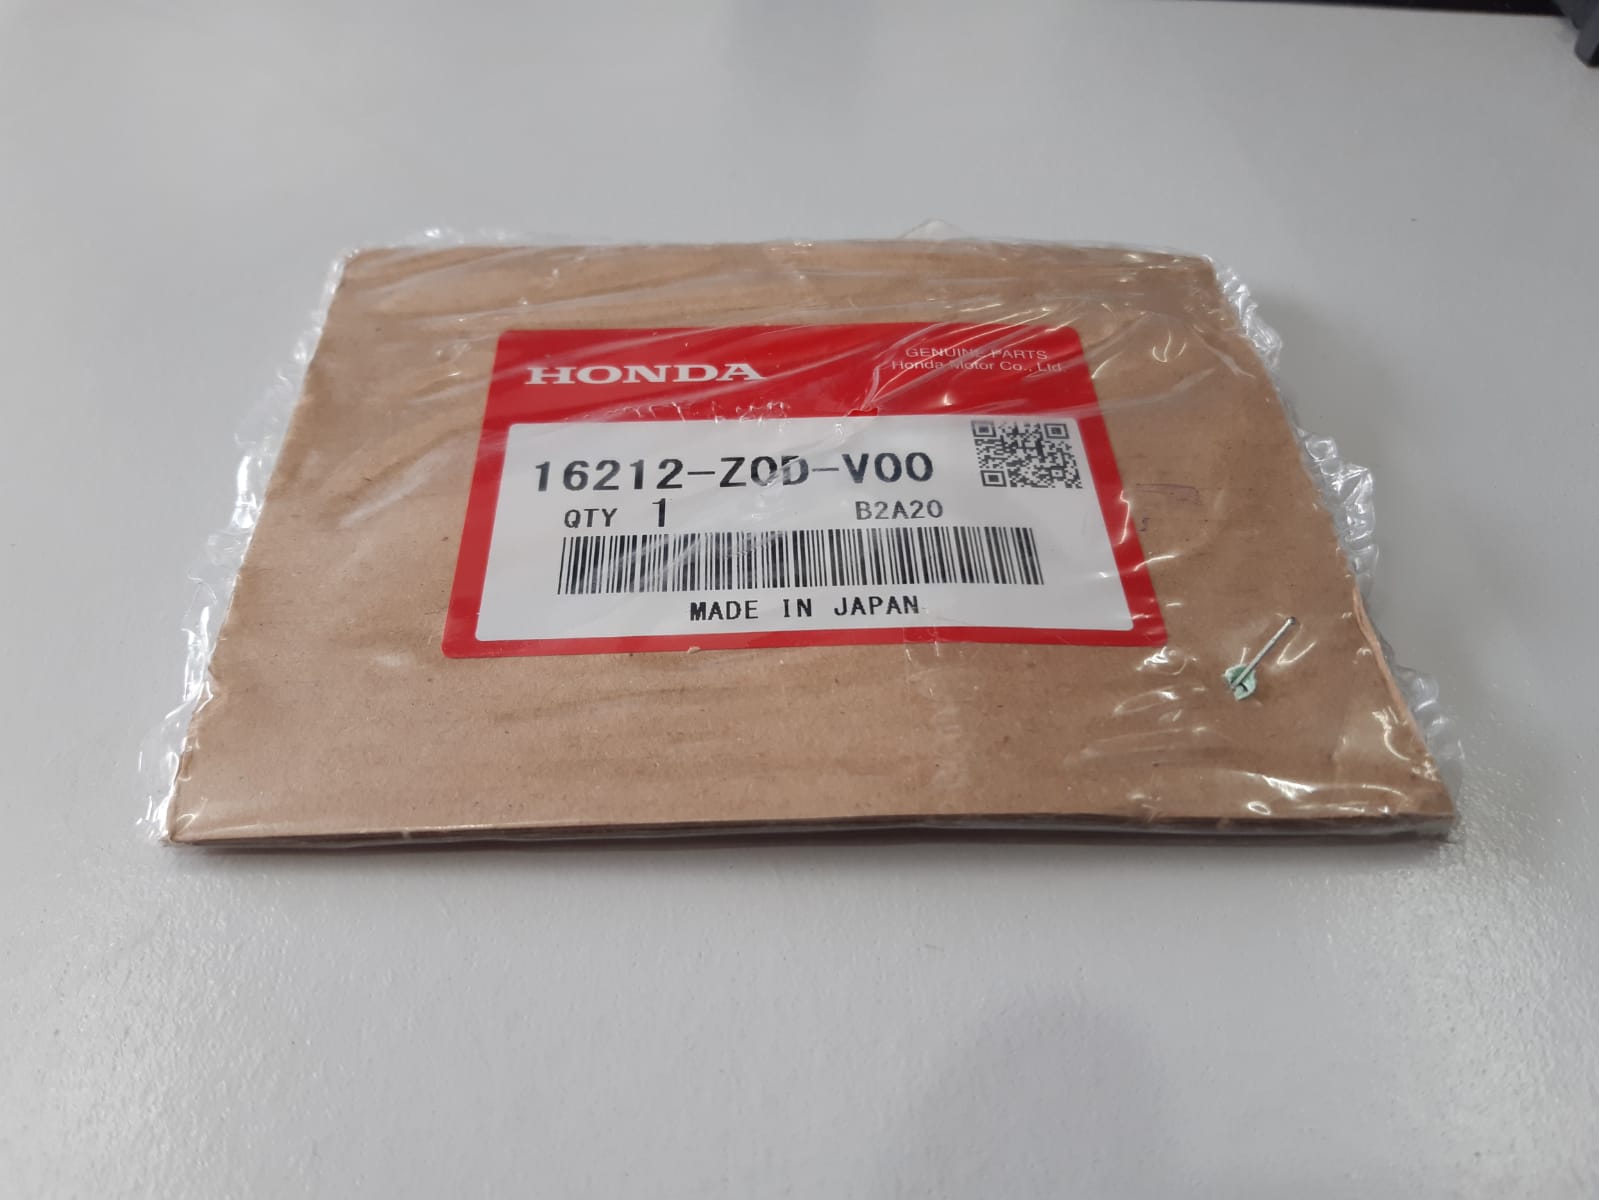 HONDA
GENUINE PARTS
Honda Motor Co., Ltd.
16212-Z0D-V00
QTY 1 B2A20
MADE IN JAPAN